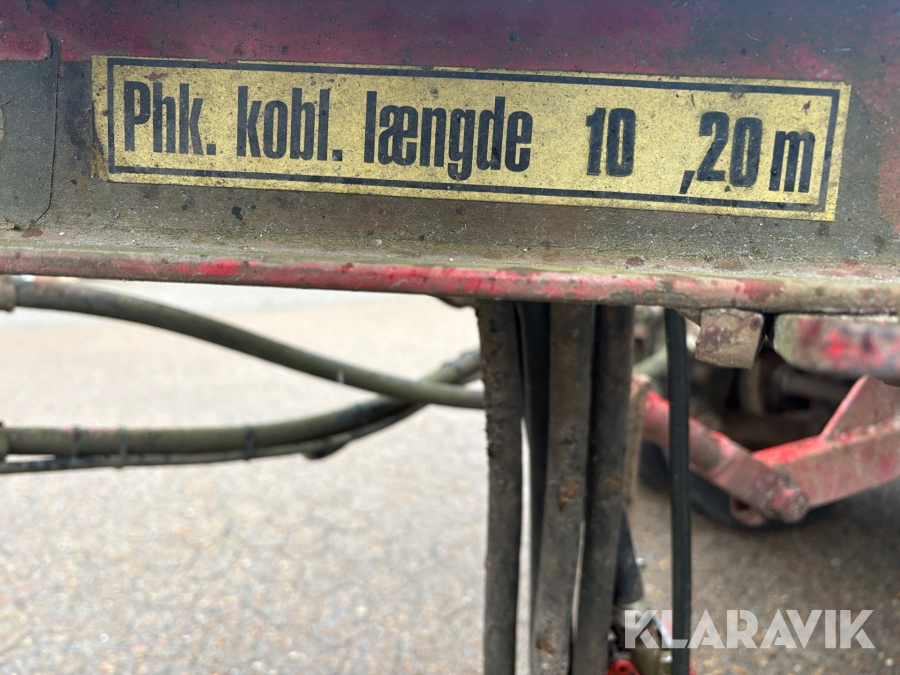 Phk. kobl. længde 10 ,20 m
KLARAVIK